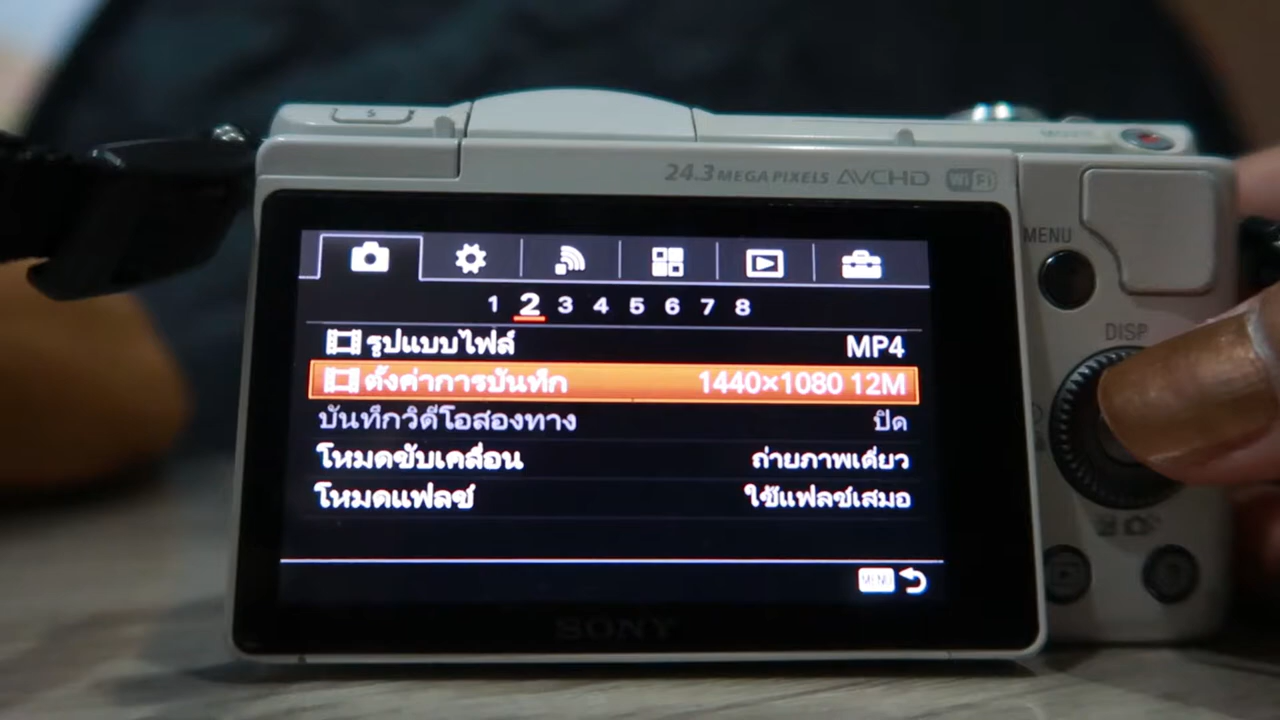 24.3 MEGA PIXELS AVCHD Wi Fi
MENU
DISP
1 2 3 4 5 6 7 8
รูปแบบไฟล์ MP4
ตั้งค่าการบันทึก 1440×1080 12M
บันทึกวิดีโอสองทาง ปิด
โหมดขับเคลื่อน ถ่ายภาพเดี่ยว
โหมดแฟลช ใช้แฟลชเสมอ
MENU
SONY